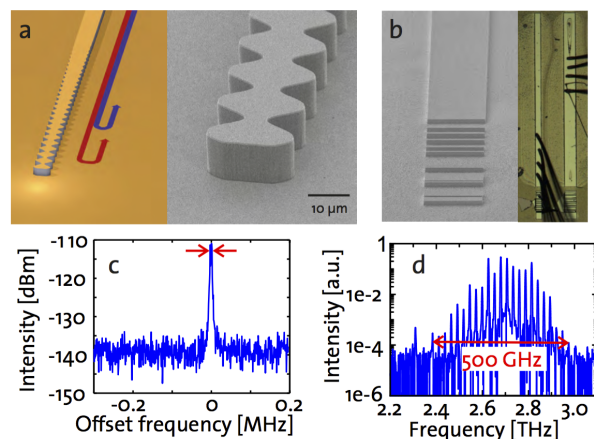 a
b
10 µm
c
Intensity [dBm]
-110
-120
-130
-140
-150
-0.2
0
0.2
Offset frequency [MHz]
d
Intensity [a.u.]
1
1e-2
1e-4
1e-6
500 GHz
2.2
2.4
2.6
2.8
3.0
Frequency [THz]